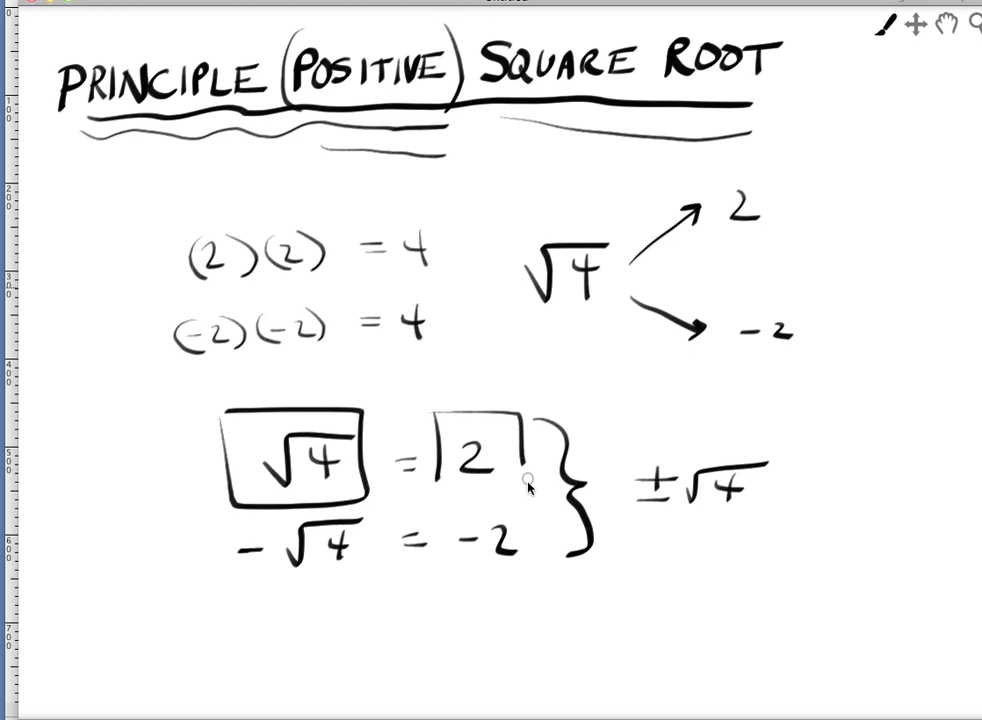 PRINCIPLE (POSITIVE) SQUARE ROOT
(2)(2) = 4
(-2)(-2) = 4
√4
2
-2
√4 = 2
-√4 = -2
±√4